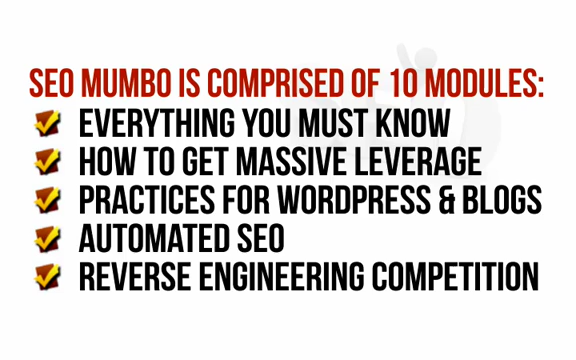 SEO MUMBO IS COMPRISED OF 10 MODULES:
EVERYTHING YOU MUST KNOW
HOW TO GET MASSIVE LEVERAGE
PRACTICES FOR WORDPRESS & BLOGS
AUTOMATED SEO
REVERSE ENGINEERING COMPETITION